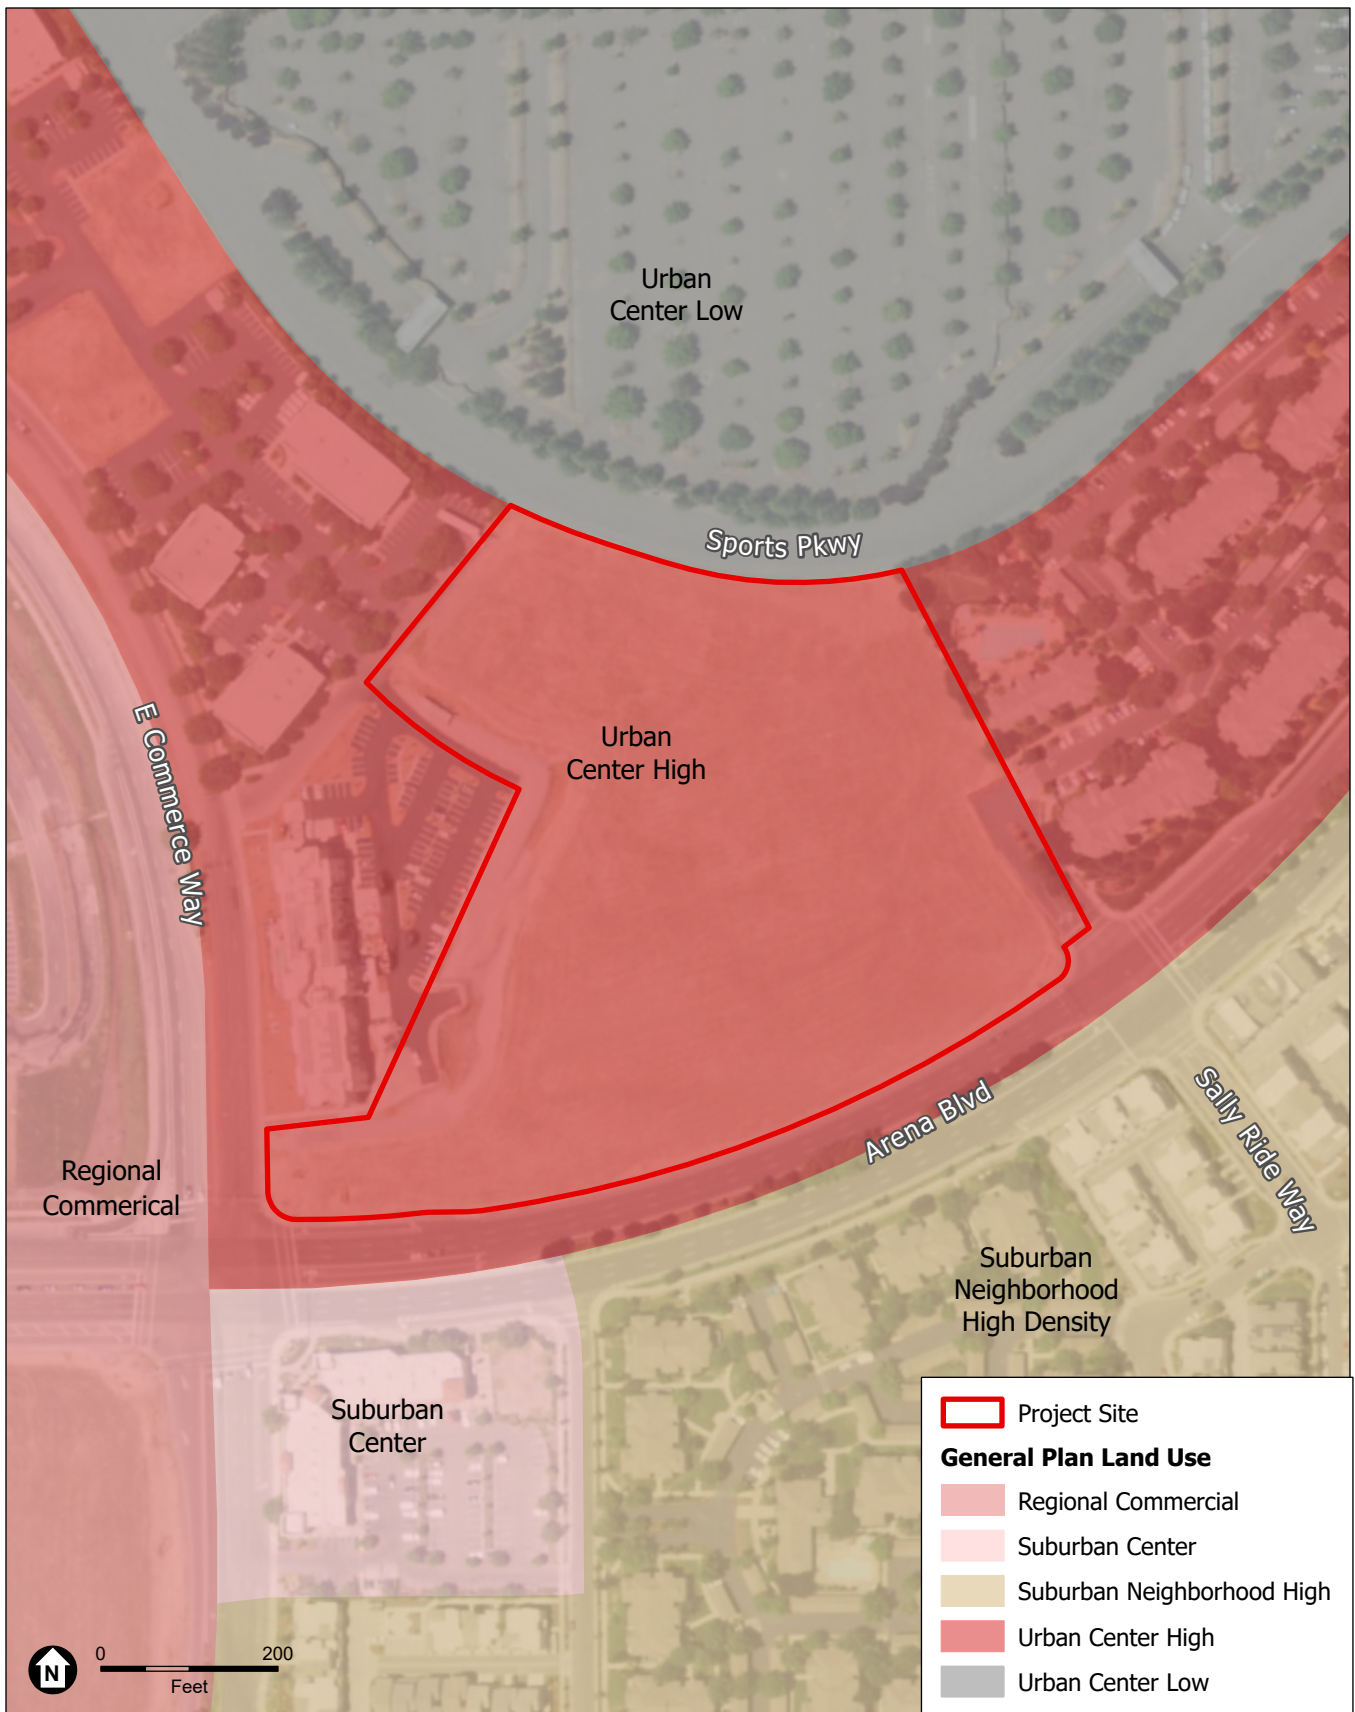 Urban
Center Low
Sports Pkwy
E Commerce Way
Urban
Center High
Arena Blvd
Sally Ride Way
Regional
Commerical
Suburban
Neighborhood
High Density
Suburban
Center
Project Site
General Plan Land Use
Regional Commercial
Suburban Center
Suburban Neighborhood High
Urban Center High
Urban Center Low
N
0 200
Feet